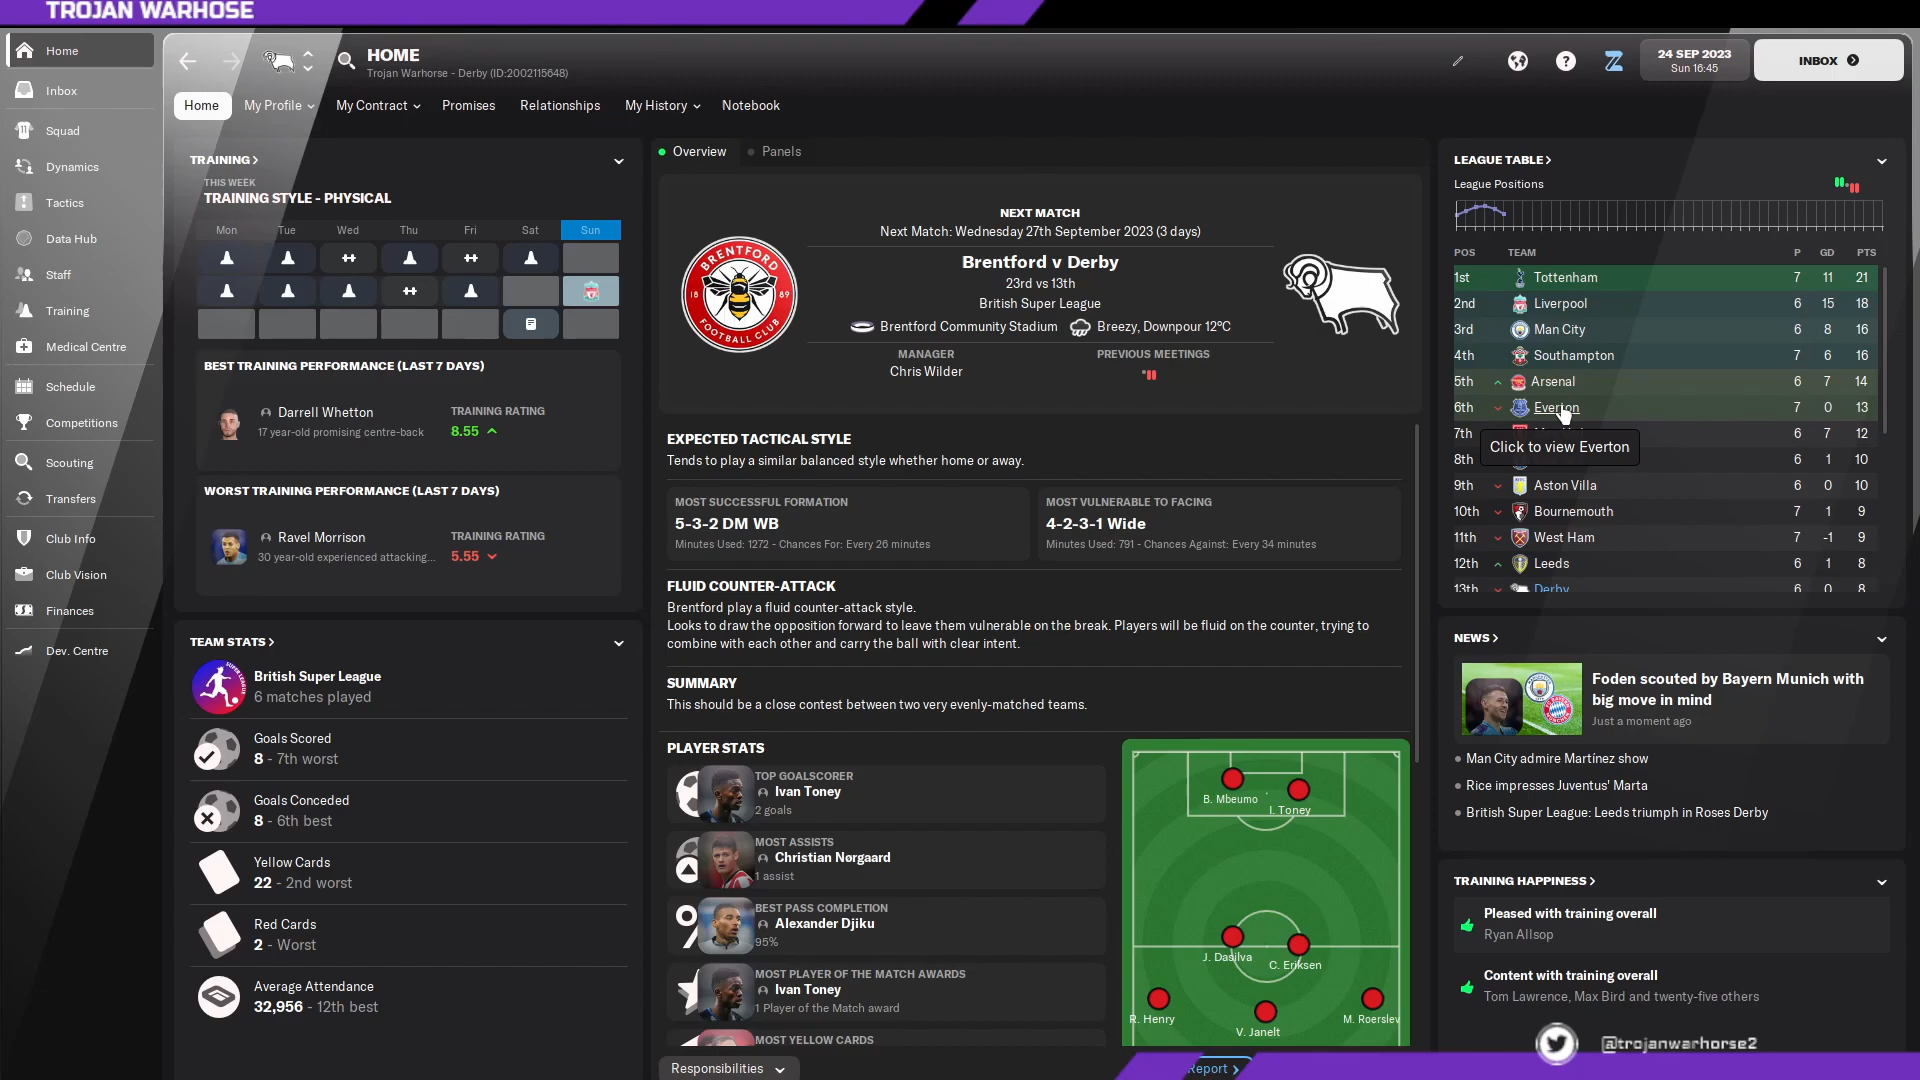 TROJAN WARHOSE
Home
Inbox
Squad
Dynamics
Tactics
Data Hub
Staff
Training
Medical Centre
Schedule
Competitions
Scouting
Transfers
Club Info
Club Vision
Finances
Dev. Centre
HOME
Trojan Warhorse - Derby (ID:2002115648)
24 SEP 2023
Sun 16:45
INBOX
Home
My Profile
My Contract
Promises
Relationships
My History
Notebook
TRAINING
THIS WEEK
TRAINING STYLE - PHYSICAL
Mon Tue Wed Thu Fri Sat Sun
BEST TRAINING PERFORMANCE (LAST 7 DAYS)
Darrell Whetton
17 year-old promising centre-back
TRAINING RATING
8.55
WORST TRAINING PERFORMANCE (LAST 7 DAYS)
Ravel Morrison
30 year-old experienced attacking...
TRAINING RATING
5.55
TEAM STATS
British Super League
6 matches played
Goals Scored
8 - 7th worst
Goals Conceded
8 - 6th best
Yellow Cards
22 - 2nd worst
Red Cards
2 - Worst
Average Attendance
32,956 - 12th best
Overview
Panels
NEXT MATCH
Next Match: Wednesday 27th September 2023 (3 days)
BRENTFORD
18 89
FOOTBALL CLUB
Brentford v Derby
23rd vs 13th
British Super League
Brentford Community Stadium
Breezy, Downpour 12ºC
MANAGER
Chris Wilder
PREVIOUS MEETINGS
EXPECTED TACTICAL STYLE
Tends to play a similar balanced style whether home or away.
MOST SUCCESSFUL FORMATION
5-3-2 DM WB
Minutes Used: 1272 - Chances For: Every 26 minutes
MOST VULNERABLE TO FACING
4-2-3-1 Wide
Minutes Used: 791 - Chances Against: Every 34 minutes
FLUID COUNTER-ATTACK
Brentford play a fluid counter-attack style.
Looks to draw the opposition forward to leave them vulnerable on the break. Players will be fluid on the counter, trying to
combine with each other and carry the ball with clear intent.
SUMMARY
This should be a close contest between two very evenly-matched teams.
PLAYER STATS
TOP GOALSCORER
Ivan Toney
2 goals
MOST ASSISTS
Christian Nørgaard
1 assist
BEST PASS COMPLETION
Alexander Djiku
95%
MOST PLAYER OF THE MATCH AWARDS
Ivan Toney
1 Player of the Match award
MOST YELLOW CARDS
B. Mbeumo
I. Toney
J. Dasilva
C. Eriksen
R. Henry
V. Janelt
M. Roerslev
Responsibilities
Report
LEAGUE TABLE
League Positions
POS TEAM P GD PTS
1st Tottenham 7 11 21
2nd Liverpool 6 15 18
3rd Man City 6 8 16
4th Southampton 7 6 16
5th Arsenal 6 7 14
6th Everton 7 0 13
7th 6 7 12
Click to view Everton
8th 6 1 10
9th Aston Villa 6 0 10
10th Bournemouth 7 1 9
11th West Ham 7 -1 9
12th Leeds 6 1 8
13th Derby 6 0 8
NEWS
Foden scouted by Bayern Munich with
big move in mind
Just a moment ago
Man City admire Martínez show
Rice impresses Juventus' Marta
British Super League: Leeds triumph in Roses Derby
TRAINING HAPPINESS
Pleased with training overall
Ryan Allsop
Content with training overall
Tom Lawrence, Max Bird and twenty-five others
@trojanwarhorse2